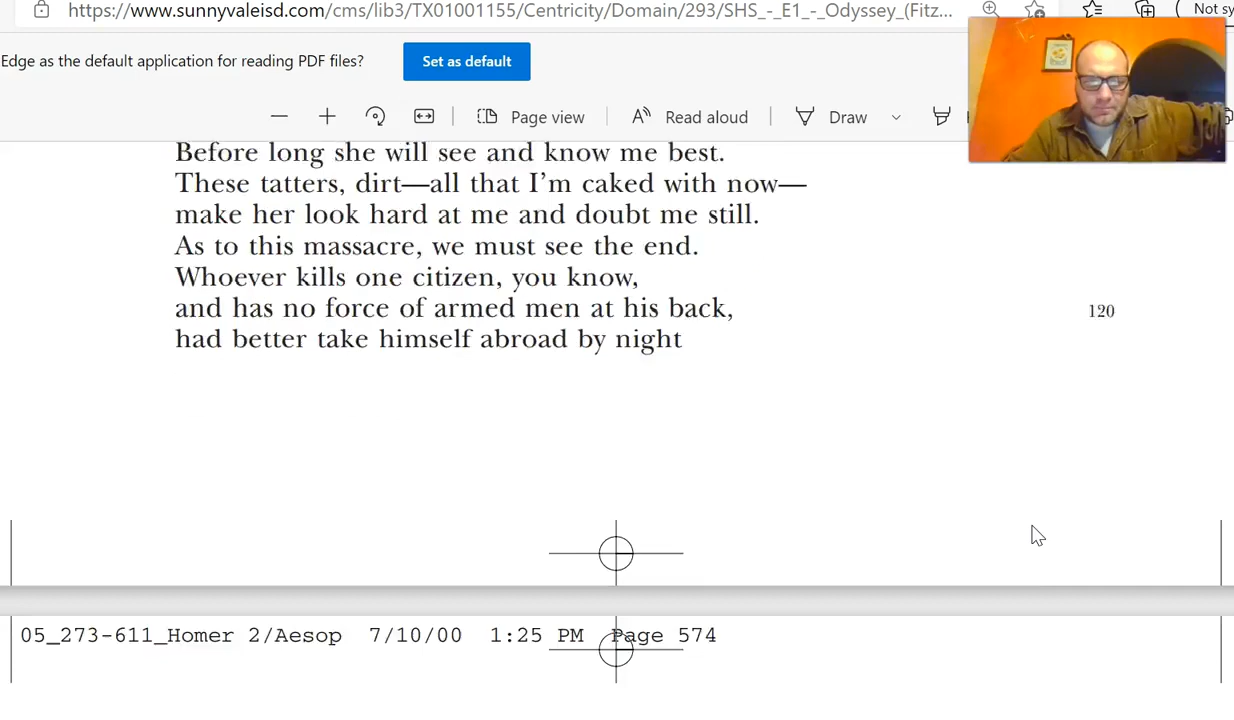 https://www.sunnyvaleisd.com/cms/lib3/TX01001155/Centricity/Domain/293/SHS_-_E1_-_Odyssey_(Fitz...
Not sy
Edge as the default application for reading PDF files?
Set as default
Page view
Read aloud
Draw
Before long she will see and know me best.
These tatters, dirt—all that I’m caked with now—
make her look hard at me and doubt me still.
As to this massacre, we must see the end.
Whoever kills one citizen, you know,
and has no force of armed men at his back,
120
had better take himself abroad by night
05_273-611_Homer 2/Aesop 7/10/00 1:25 PM Page 574